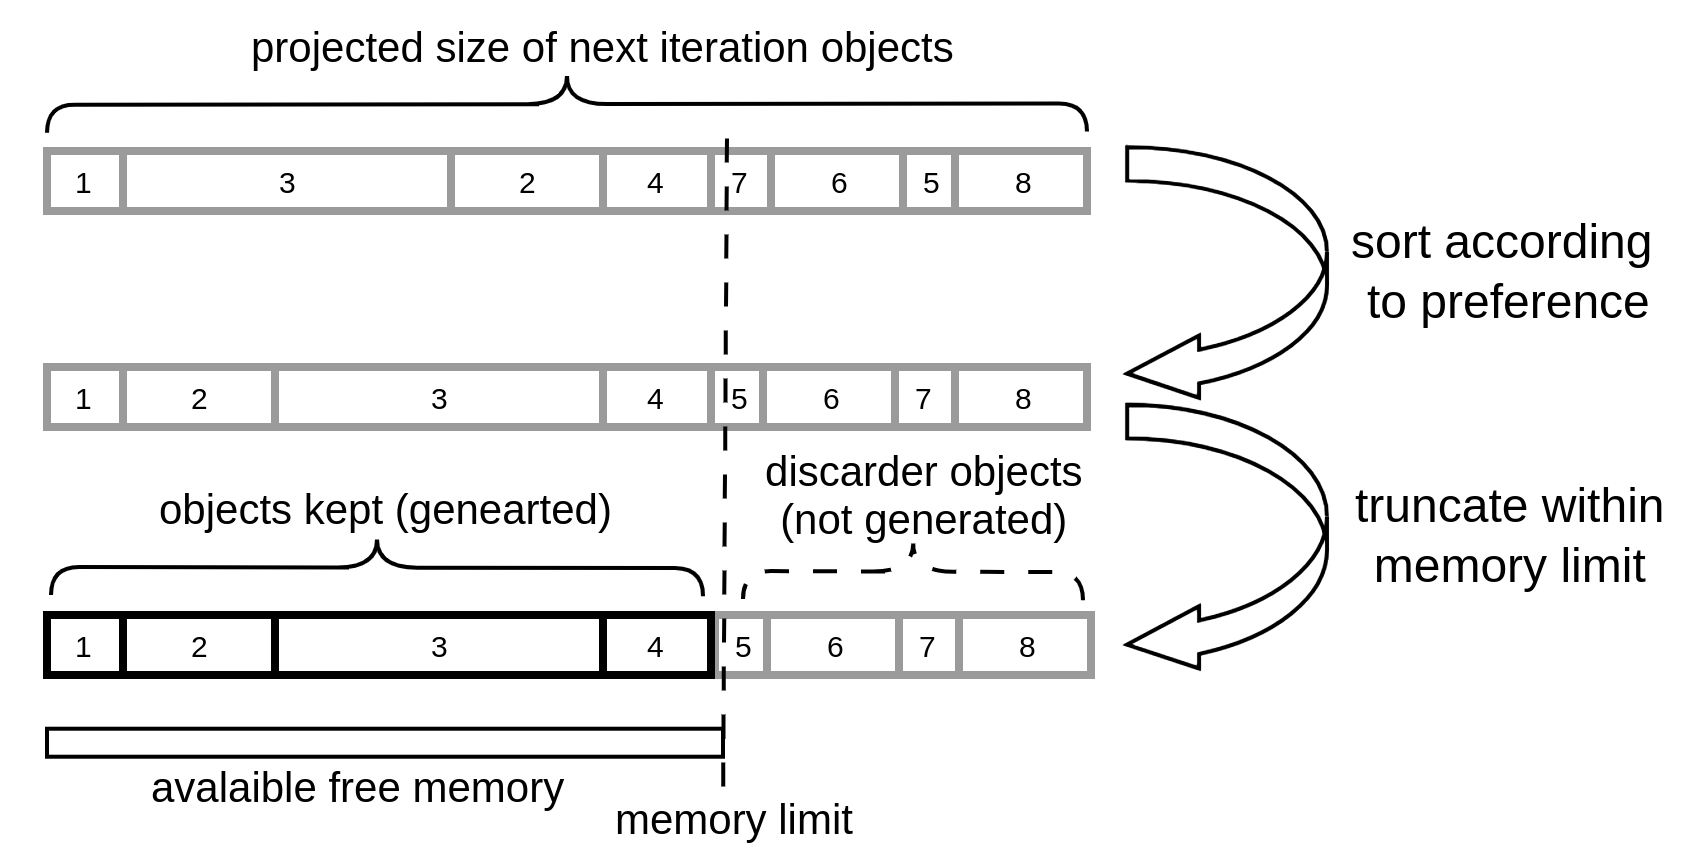 projected size of next iteration objects
1 3 2 4 7 6 5 8
sort according
to preference
1 2 3 4 5 6 7 8
discarder objects
(not generated)
objects kept (genearted)
truncate within
memory limit
1 2 3 4 5 6 7 8
avalaible free memory
memory limit